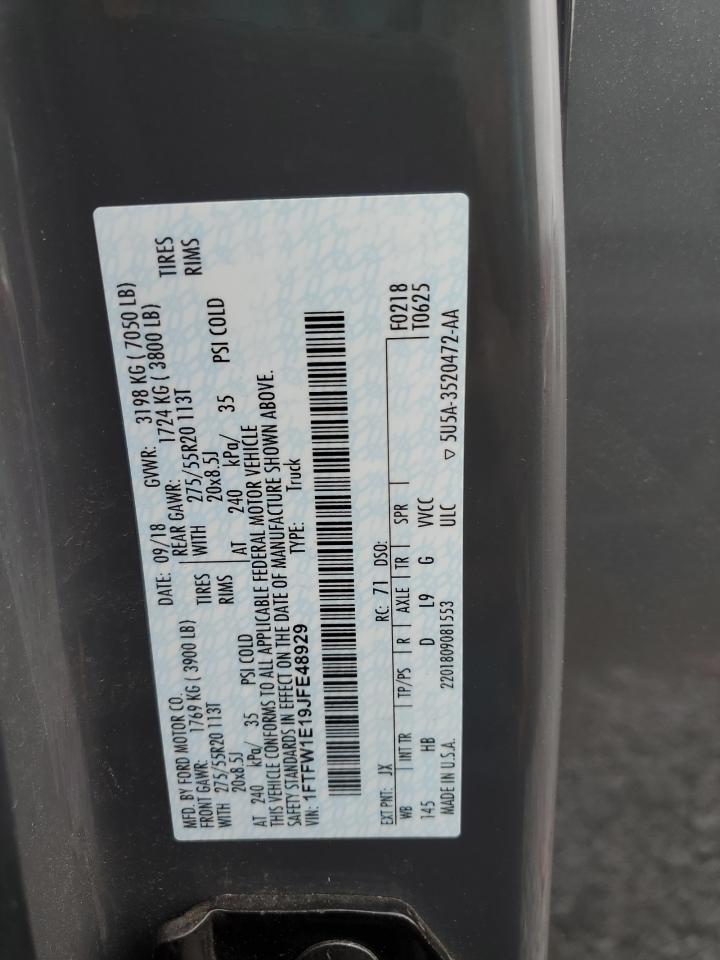 MFD. BY FORD MOTOR CO.
DATE: 09/18 GVWR: 3198 KG ( 7050 LB)
FRONT GAWR: 1769 KG (3900 LB) REAR GAWR: 1724 KG (3800 LB)
WITH 275/55R20 113T TIRES WITH 275/55R20 113T TIRES
20x8.5J RIMS 20x8.5J RIMS
AT 240 kPa/ 35 PSI COLD AT 240 kPa/ 35 PSI COLD
THIS VEHICLE CONFORMS TO ALL APPLICABLE FEDERAL MOTOR VEHICLE
SAFETY STANDARDS IN EFFECT ON THE DATE OF MANUFACTURE SHOWN ABOVE.
VIN: 1FTFW1E19JFE48929 TYPE: Truck
EXT PNT: JX RC: 71 DSO: F0218
WB INT TR TP/PS R AXLE TR SPR T0625
145 HB D L9 G VVCC
MADE IN U.S.A. 2201809081553 ULC ▽ 5U5A-3520472-AA